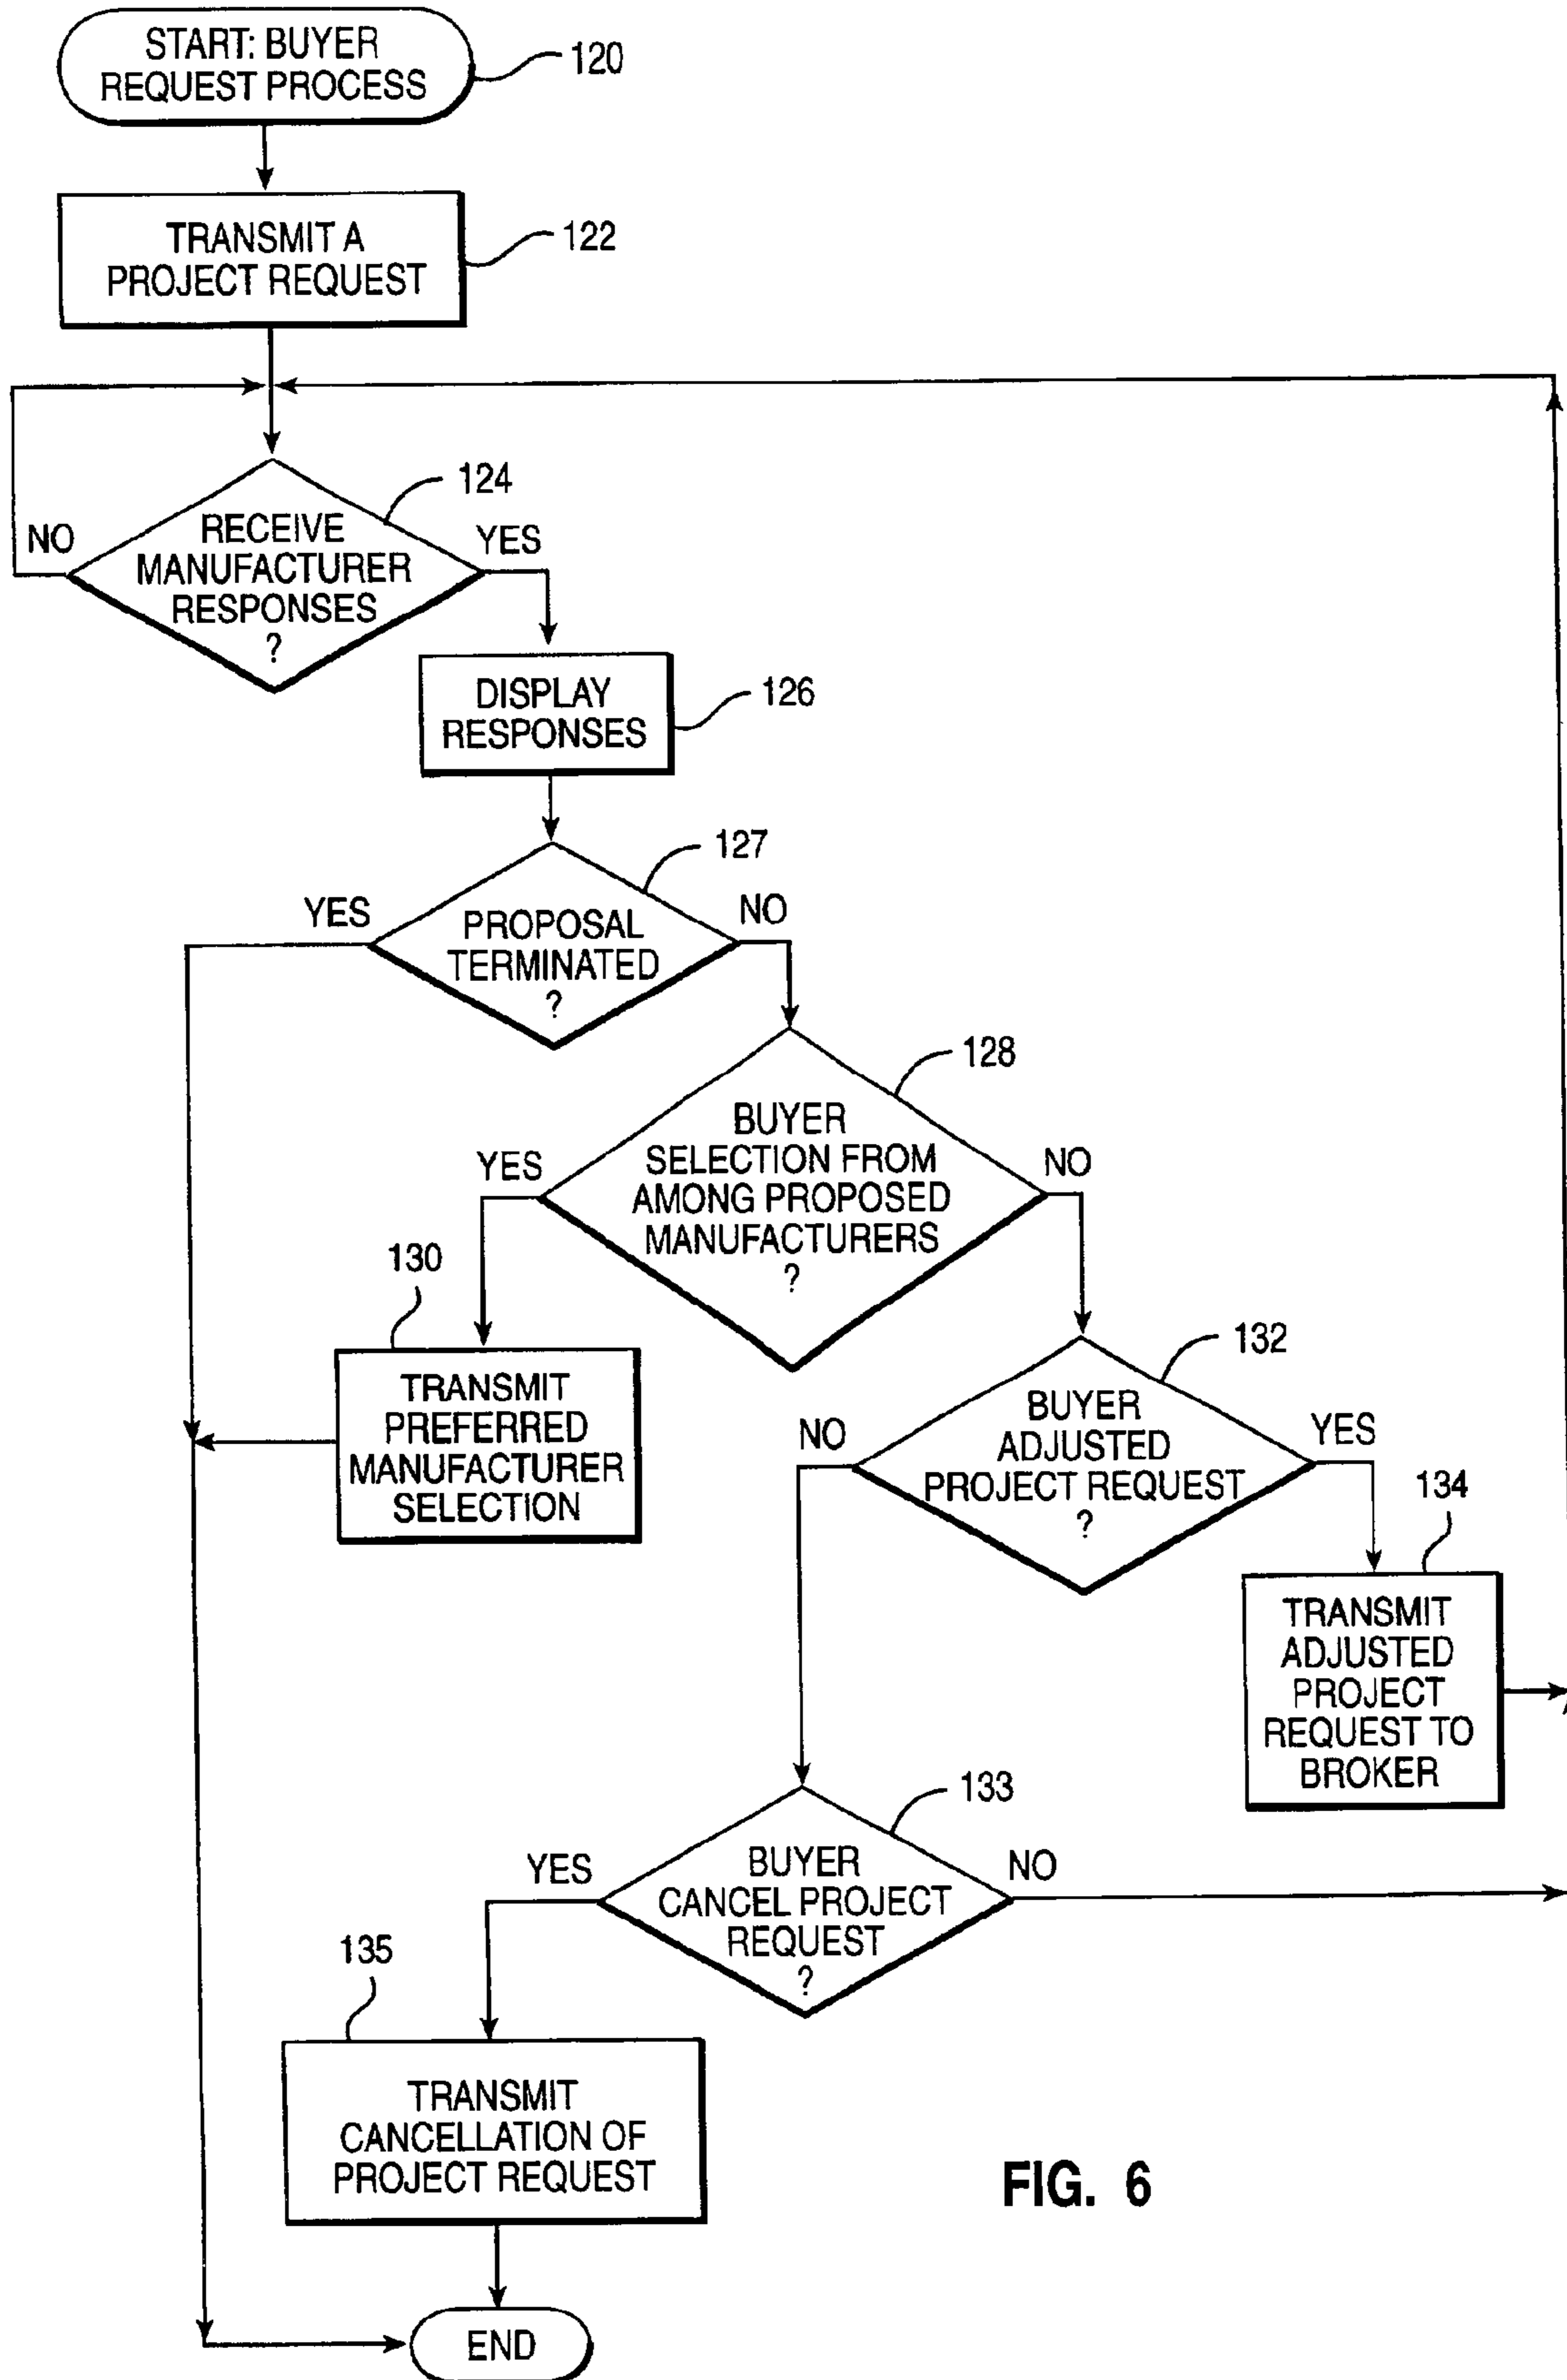 START: BUYER
REQUEST PROCESS
120
TRANSMIT A
PROJECT REQUEST
122
124
NO
RECEIVE
MANUFACTURER
RESPONSES
?
YES
DISPLAY
RESPONSES
126
127
YES
PROPOSAL
TERMINATED
?
NO
128
YES
BUYER
SELECTION FROM
AMONG PROPOSED
MANUFACTURERS
?
NO
130
TRANSMIT
PREFERRED
MANUFACTURER
SELECTION
132
NO
BUYER
ADJUSTED
PROJECT REQUEST
?
YES
134
TRANSMIT
ADJUSTED
PROJECT
REQUEST TO
BROKER
133
YES
BUYER
CANCEL PROJECT
REQUEST
?
NO
135
TRANSMIT
CANCELLATION OF
PROJECT REQUEST
FIG. 6
END